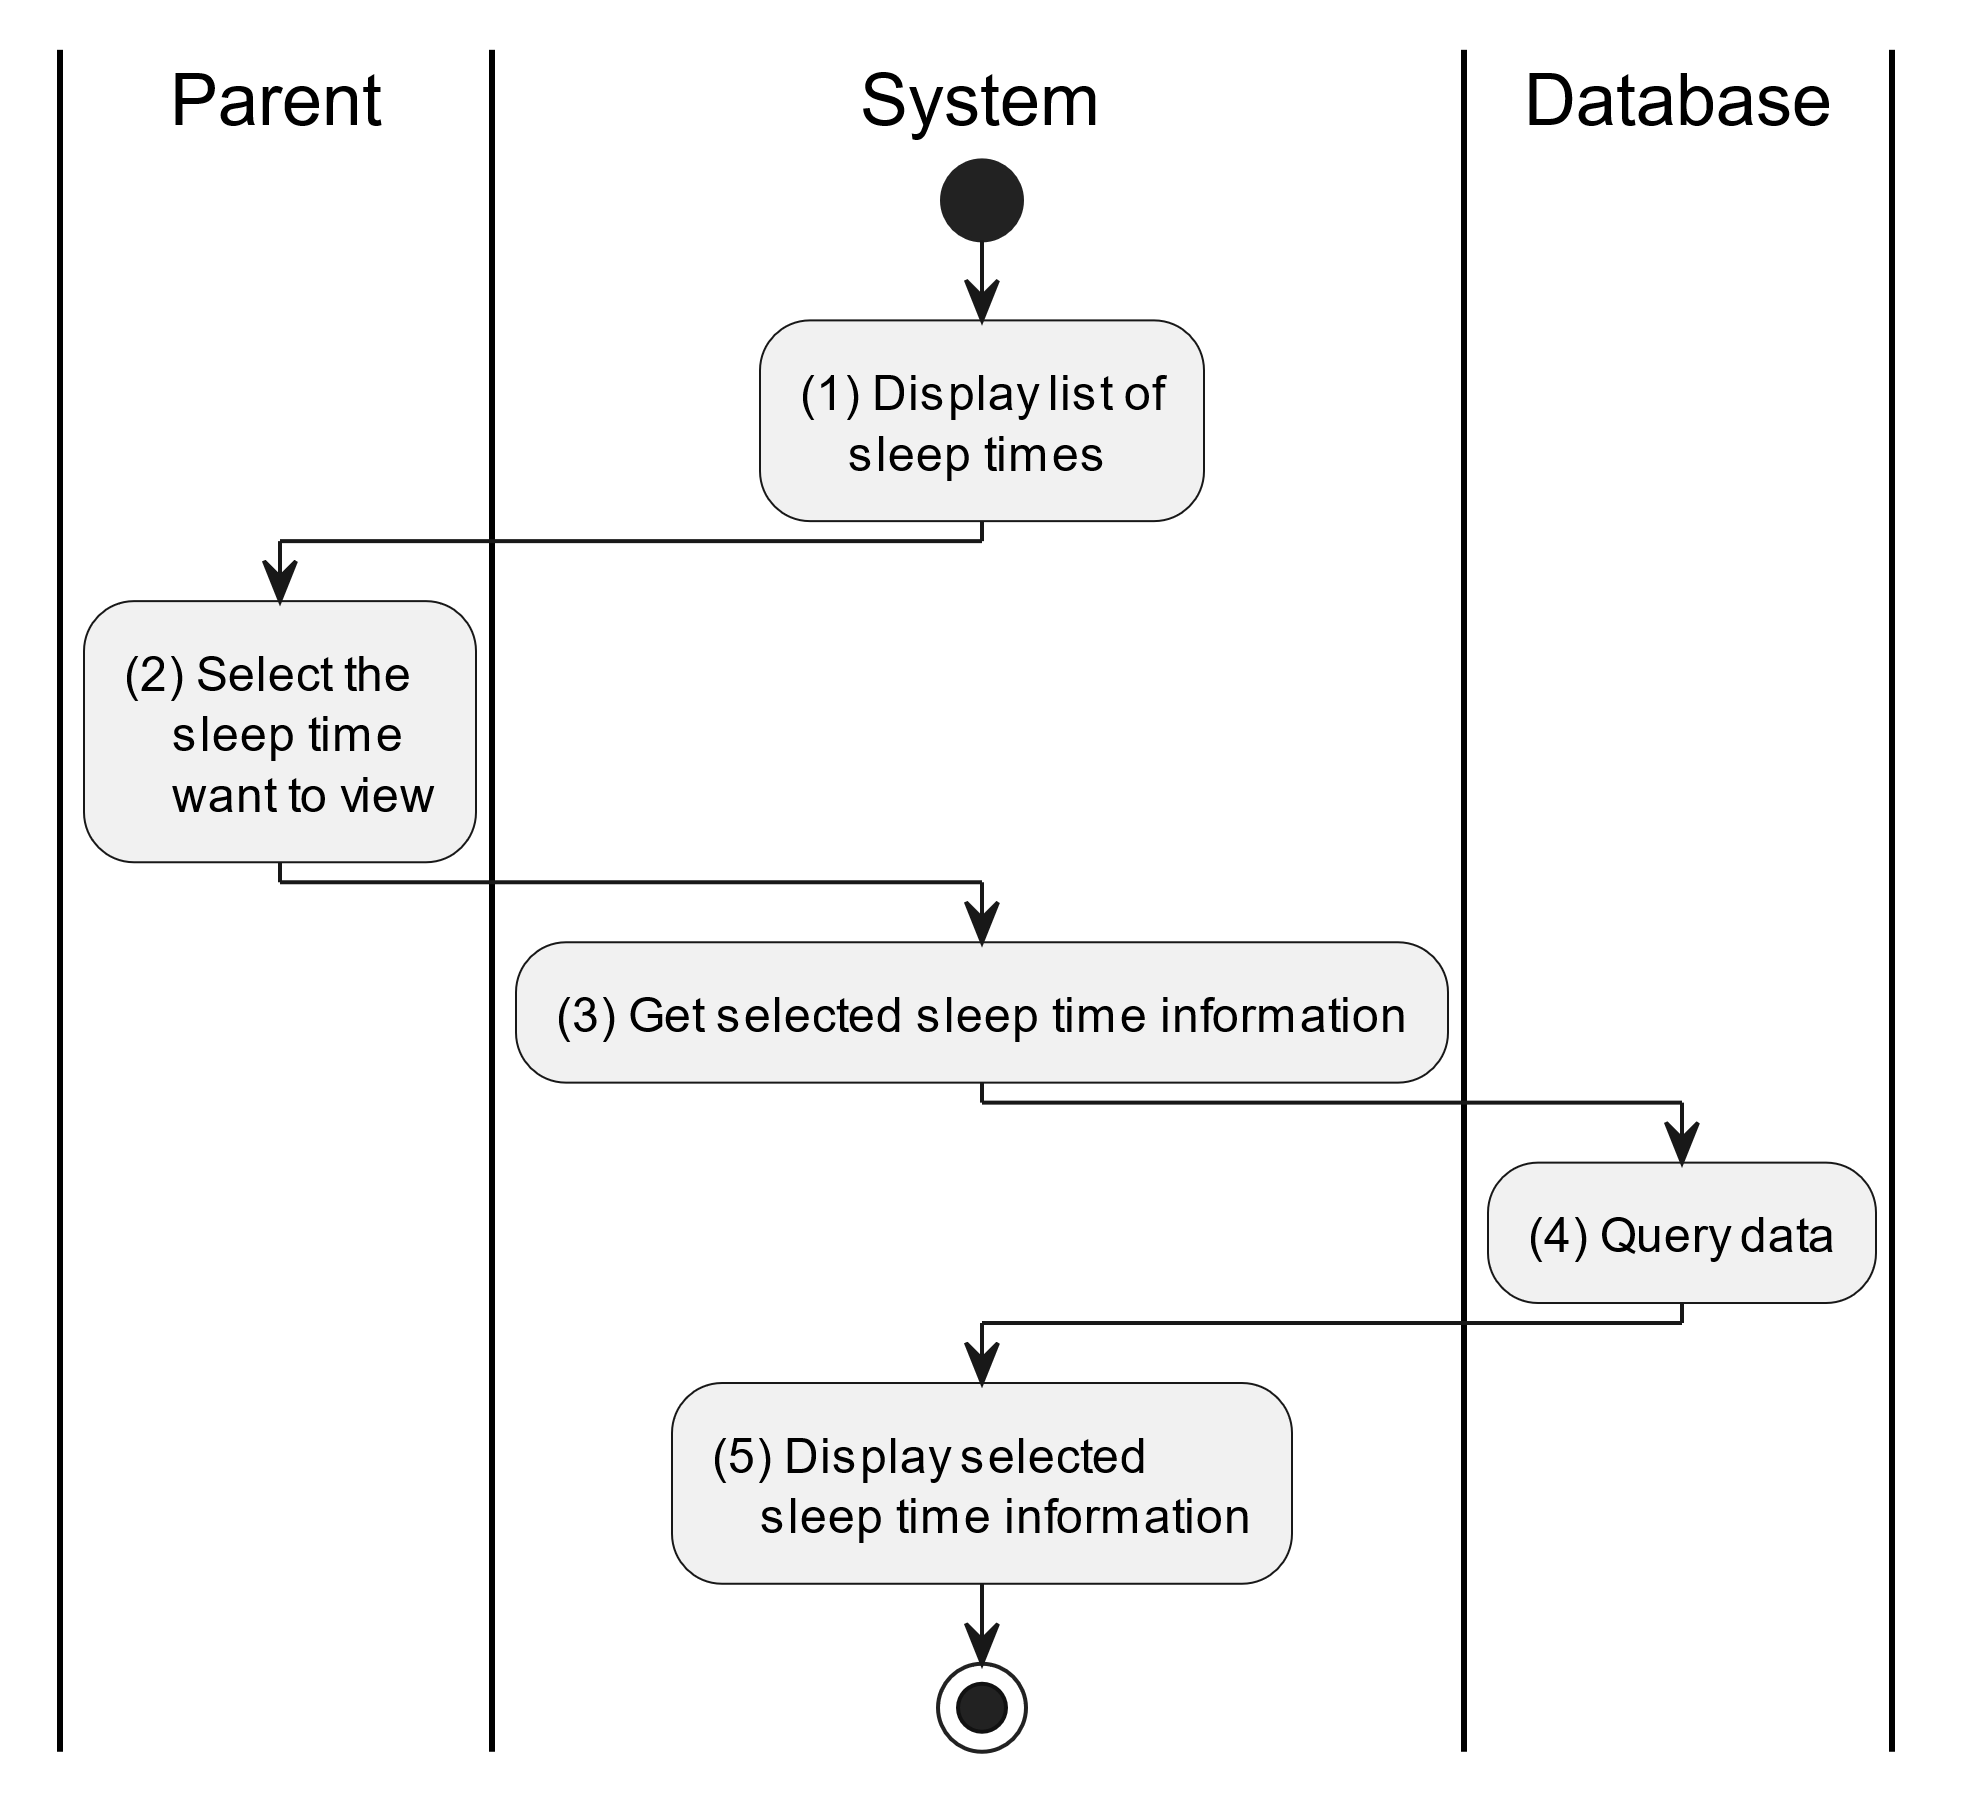 Parent
System
Database
(1) Display list of
sleep times
(2) Select the
sleep time
want to view
(3) Get selected sleep time information
(4) Query data
(5) Display selected
sleep time information